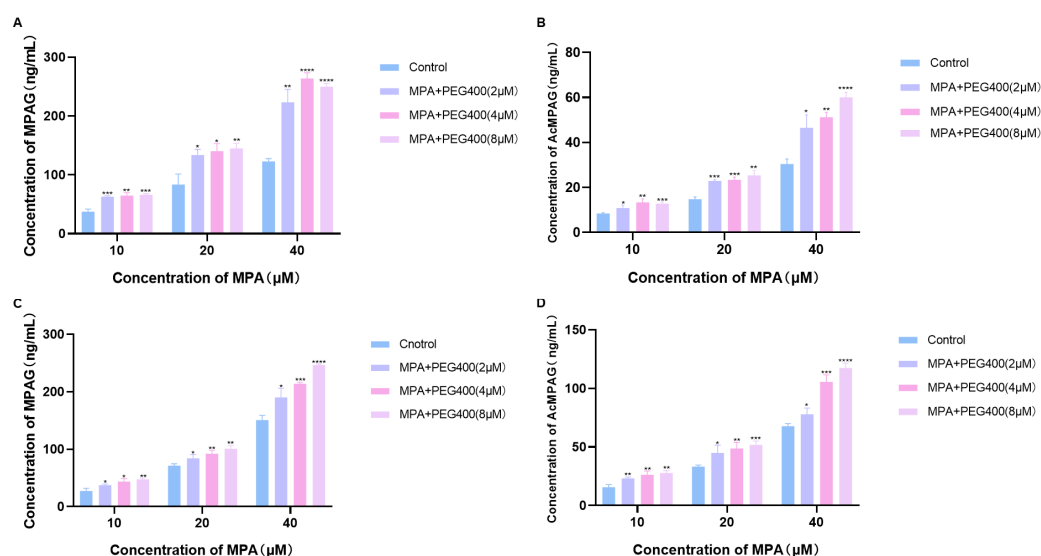 A
Concentration of MPAG(ng/mL)
300
200
100
0
*** ** ***
* * **
** **** ****
10 20 40
Concentration of MPA(μM)
Control
MPA+PEG400(2μM)
MPA+PEG400(4μM)
MPA+PEG400(8μM)
B
Concentration of AcMPAG(ng/mL)
80
60
40
20
0
* ** ***
*** *** **
* ** ****
10 20 40
Concentration of MPA(μM)
Control
MPA+PEG400(2μM)
MPA+PEG400(4μM)
MPA+PEG400(8μM)
C
Concentration of MPAG(ng/mL)
300
200
100
0
* * **
* ** **
* *** ****
10 20 40
Concentration of MPA(μM)
Cnotrol
MPA+PEG400(2μM)
MPA+PEG400(4μM)
MPA+PEG400(8μM)
D
Concentration of AcMPAG(ng/mL)
150
100
50
0
** ** **
* ** ***
* *** ****
10 20 40
Concentration of MPA(μM)
Control
MPA+PEG400(2μM)
MPA+PEG400(4μM)
MPA+PEG400(8μM)